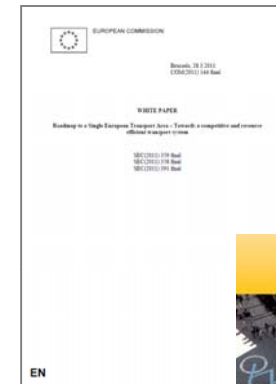 EUROPEAN COMMISSION
Brussels, 28.3.2011
COM(2011) 144 final
WHITE PAPER
Roadmap to a Single European Transport Area – Towards a competitive and resource
efficient transport system
SEC(2011) 359 final
SEC(2011) 358 final
SEC(2011) 391 final
EN